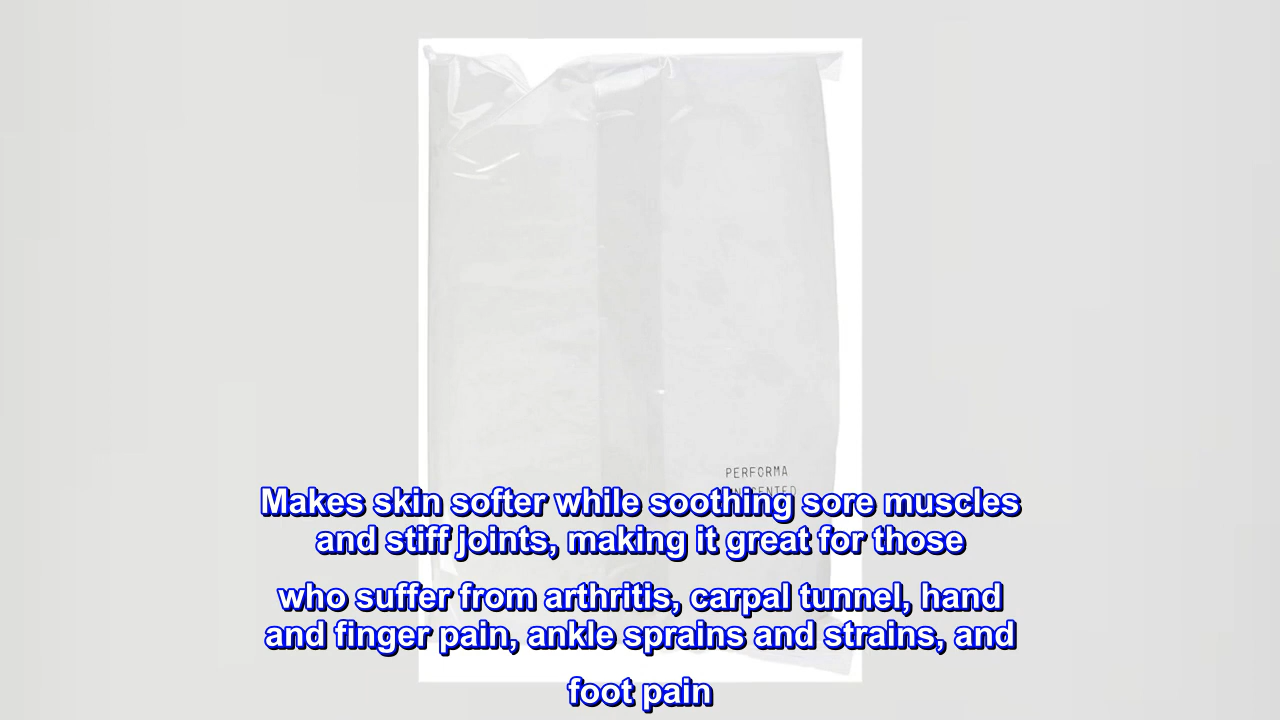 PERFORMA
Makes skin softer while soothing sore muscles
and stiff joints, making it great for those
who suffer from arthritis, carpal tunnel, hand
and finger pain, ankle sprains and strains, and
foot pain